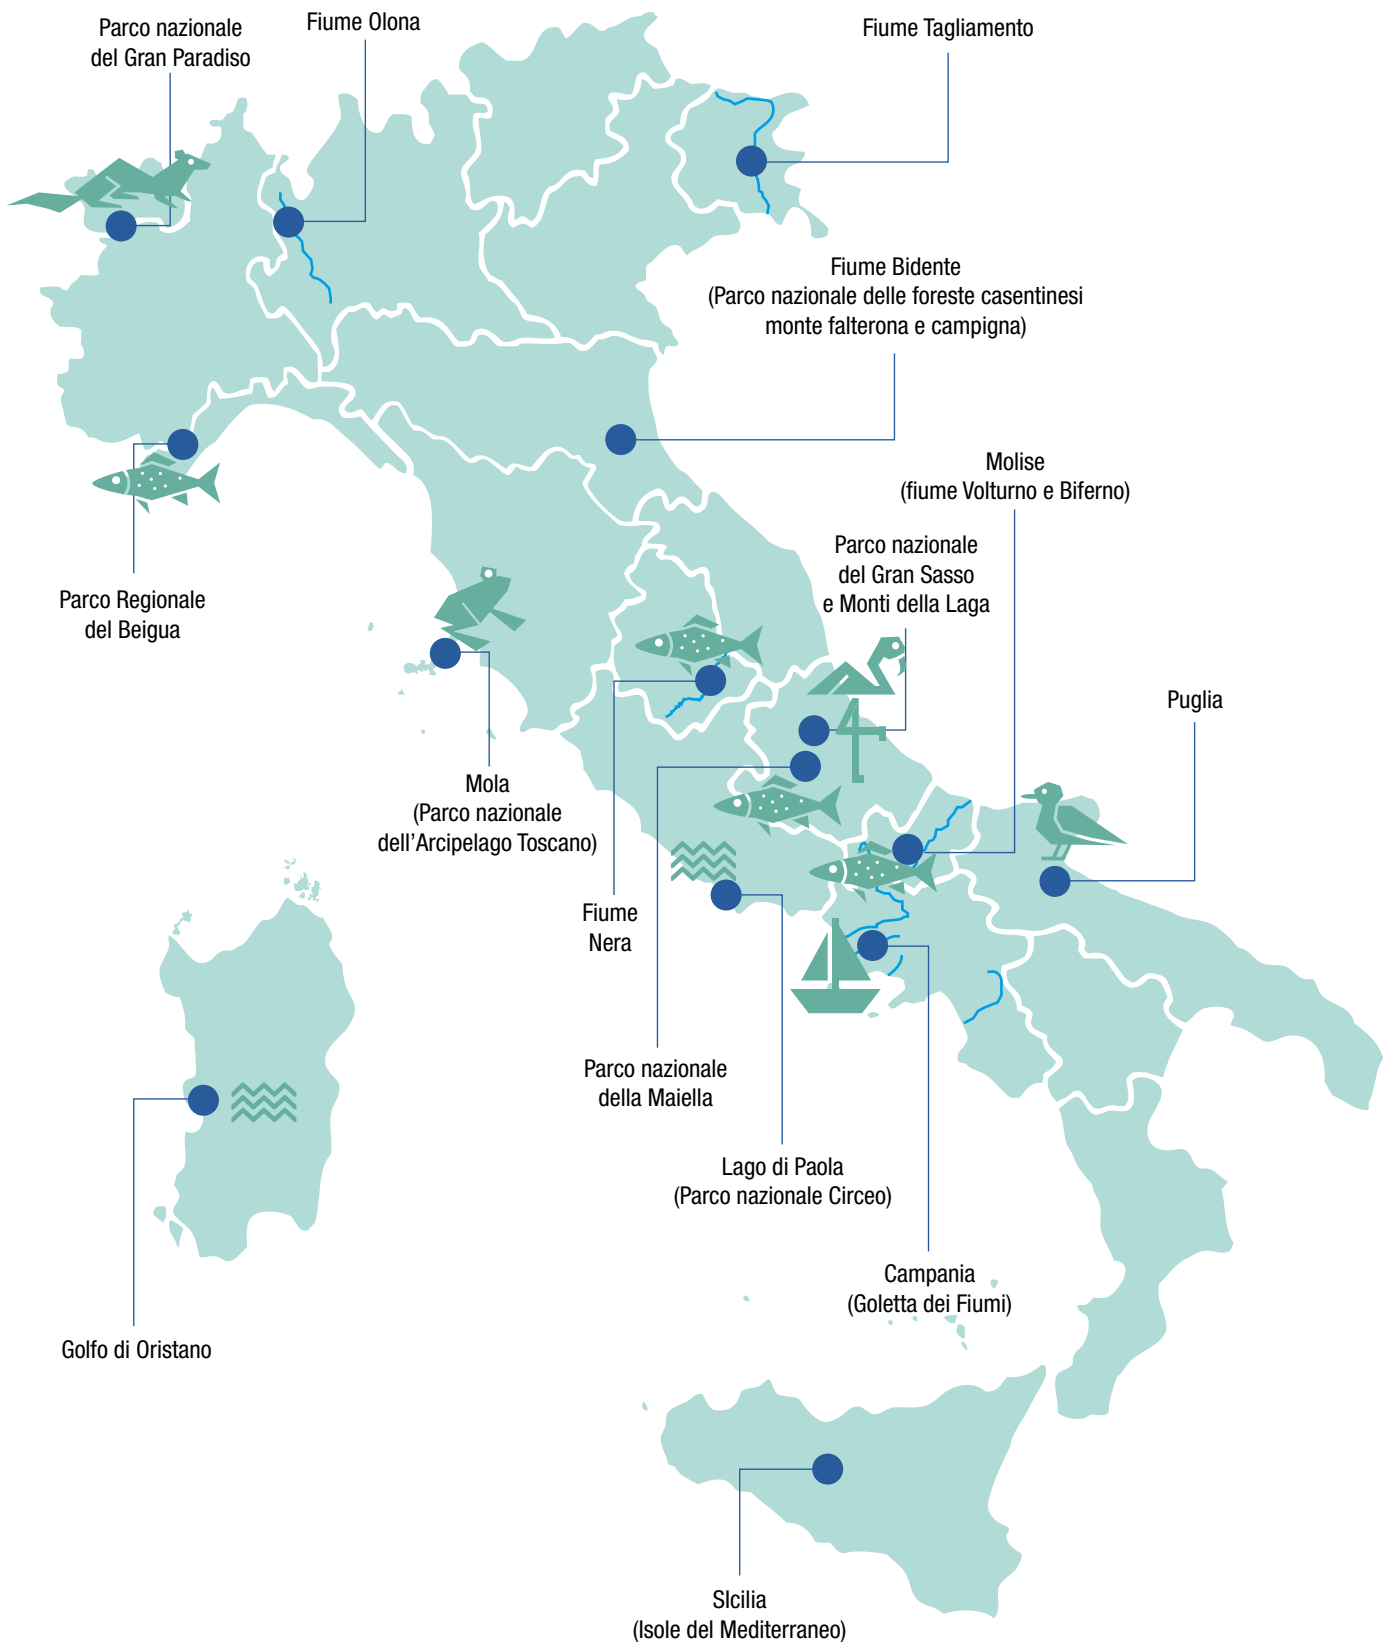 Parco nazionale
del Gran Paradiso
Fiume Olona
Fiume Tagliamento
Fiume Bidente
(Parco nazionale delle foreste casentinesi
monte falterona e campigna)
Molise
(fiume Volturno e Biferno)
Parco nazionale
del Gran Sasso
e Monti della Laga
Parco Regionale
del Beigua
Puglia
Mola
(Parco nazionale
dell'Arcipelago Toscano)
Fiume
Nera
Parco nazionale
della Maiella
Lago di Paola
(Parco nazionale Circeo)
Campania
(Goletta dei Fiumi)
Golfo di Oristano
SIcilia
(Isole del Mediterraneo)